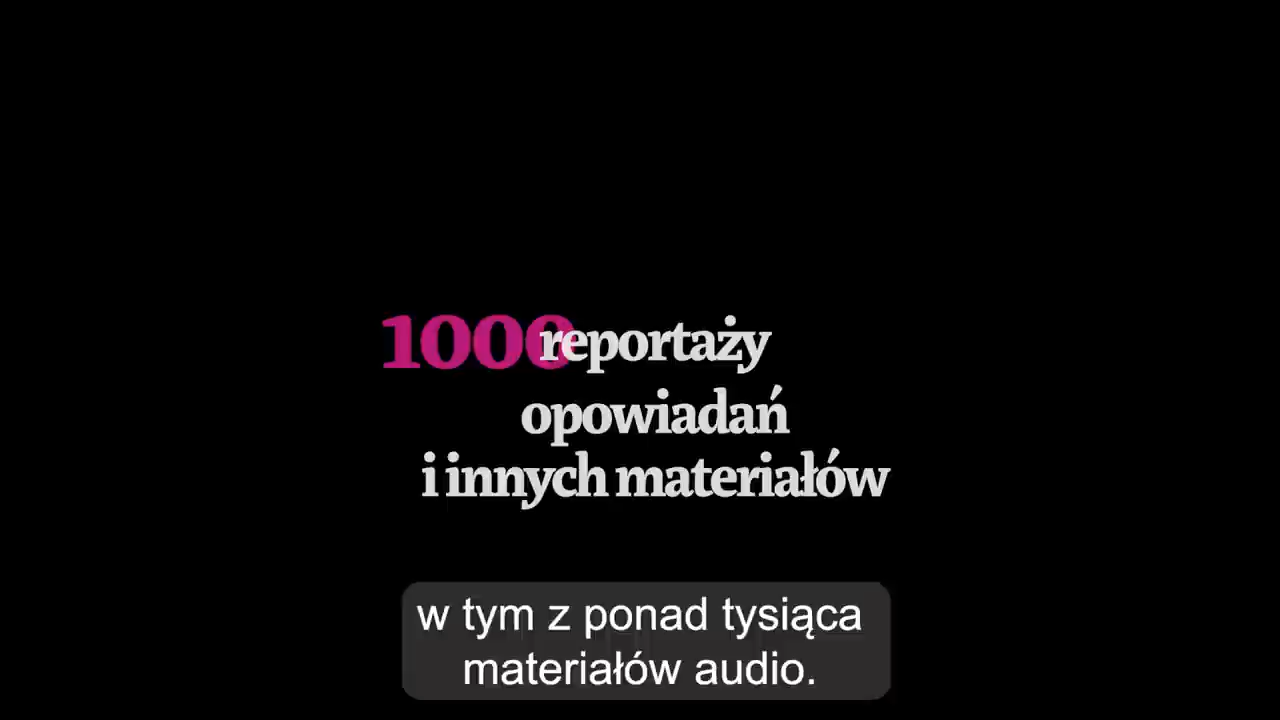 1000 reportaży
opowiadań
i innych materiałów
w tym z ponad tysiąca
materiałów audio.